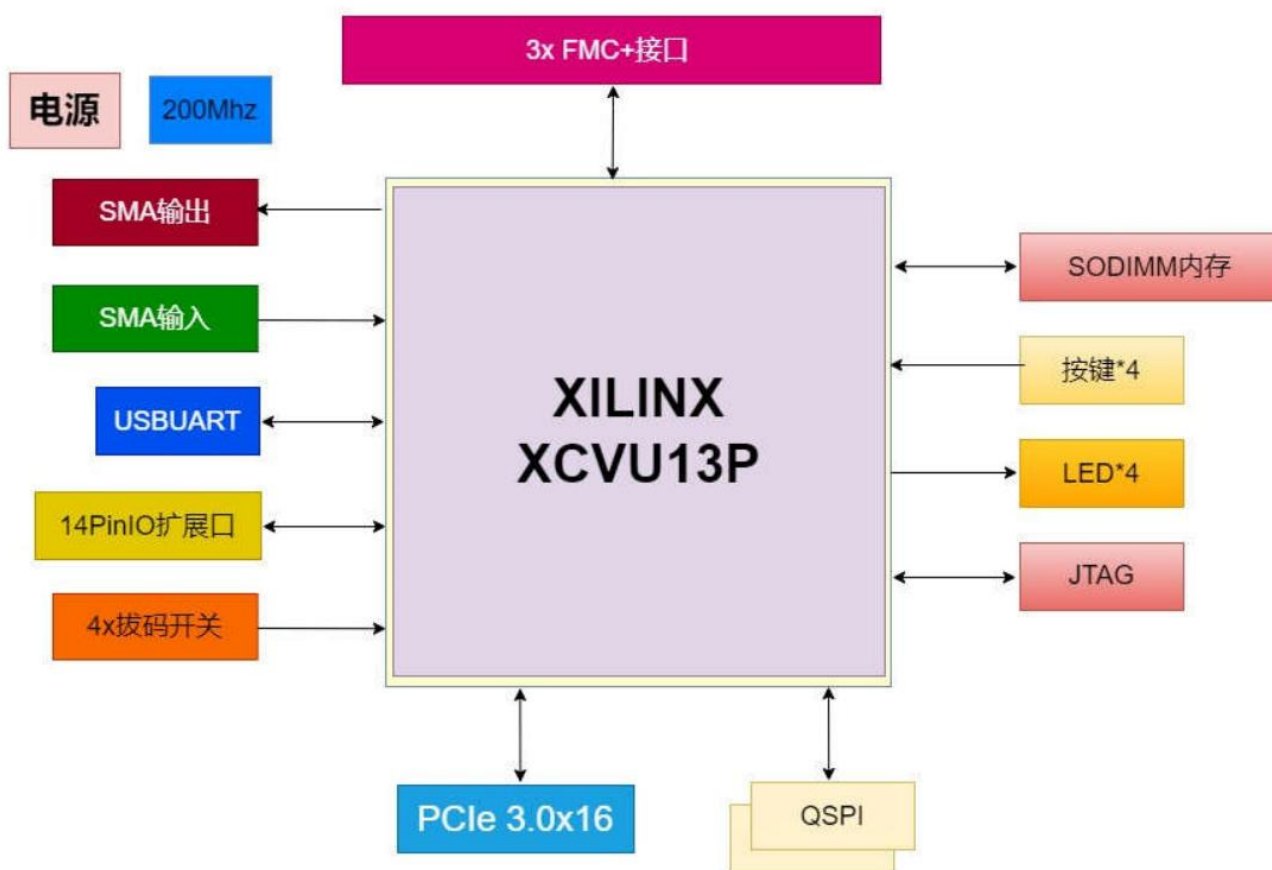 3x FMC+接口
电源
200Mhz
SMA输出
SMA输入
USBUART
14PinIO扩展口
4x拔码开关
XILINX
XCVU13P
SODIMM内存
按键*4
LED*4
JTAG
PCIe 3.0x16
QSPI